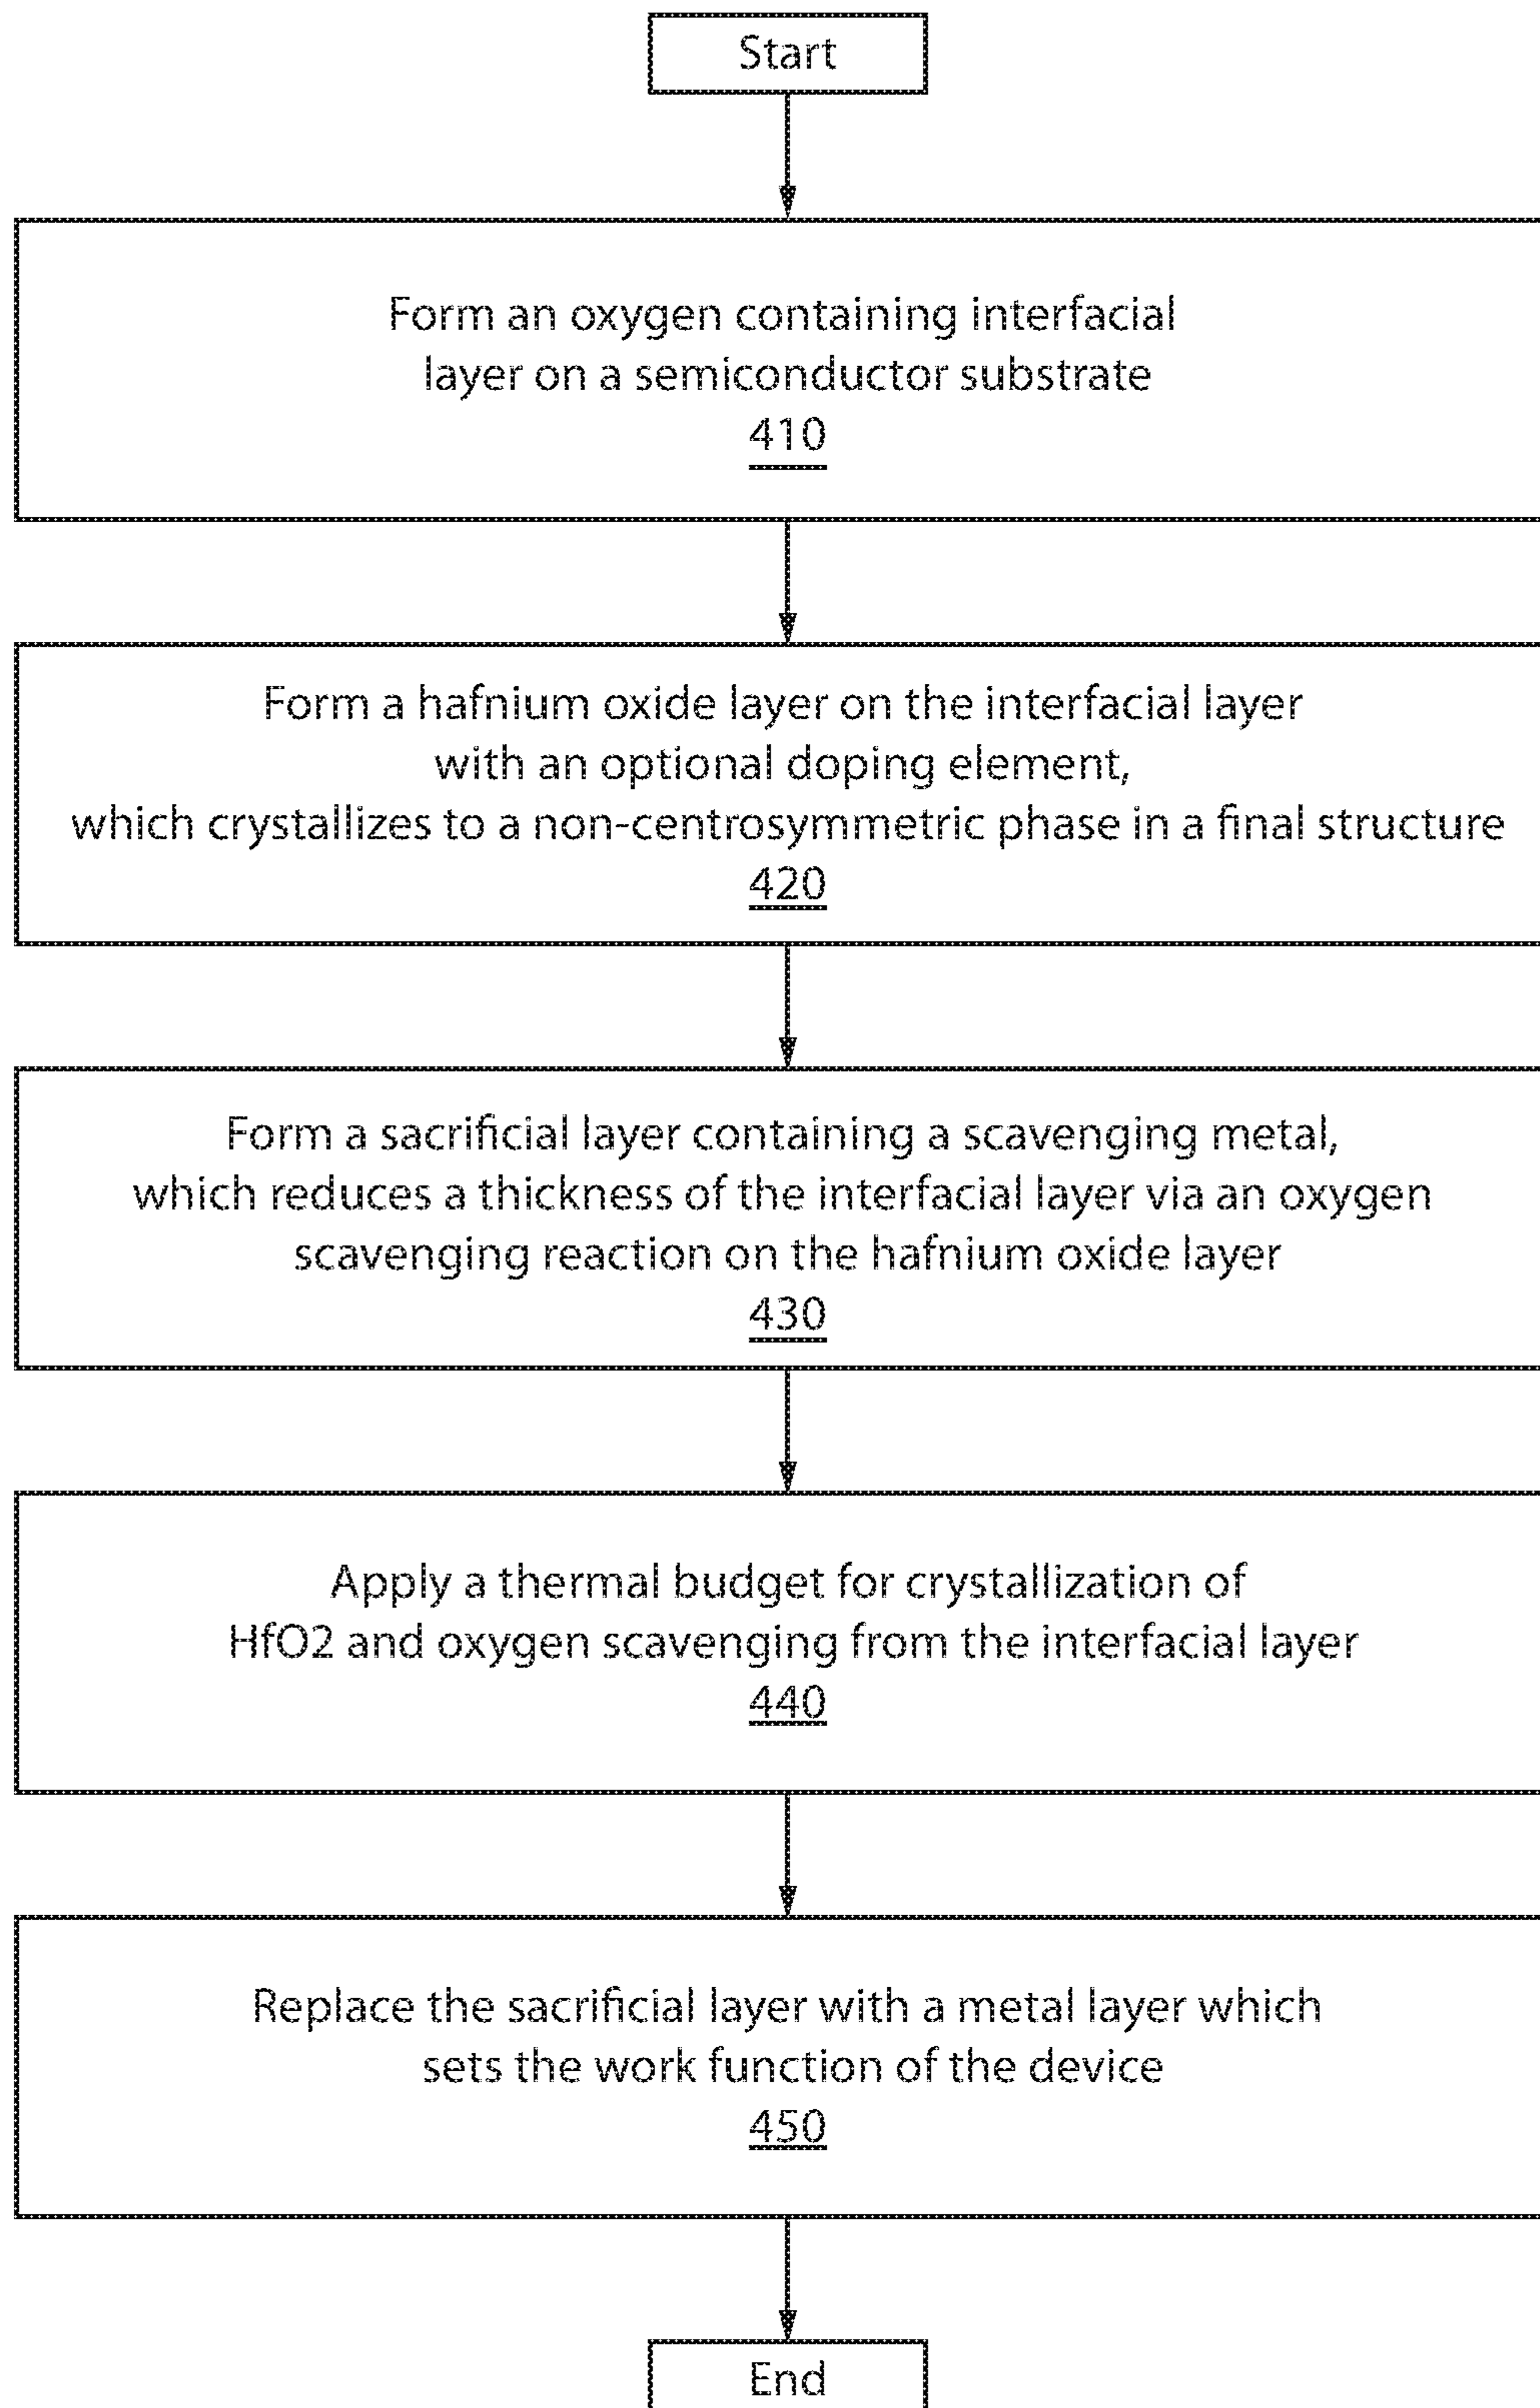 Start
Form an oxygen containing interfacial
layer on a semiconductor substrate
410
Form a hafnium oxide layer on the interfacial layer
with an optional doping element,
which crystallizes to a non-centrosymmetric phase in a final structure
420
Form a sacrificial layer containing a scavenging metal,
which reduces a thickness of the interfacial layer via an oxygen
scavenging reaction on the hafnium oxide layer
430
Apply a thermal budget for crystallization of
HfO2 and oxygen scavenging from the interfacial layer
440
Replace the sacrificial layer with a metal layer which
sets the work function of the device
450
End